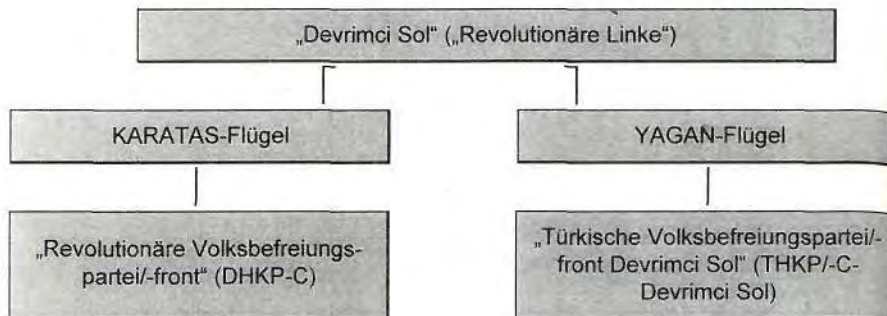 „Devrimci Sol“ („Revolutionäre Linke“)
KARATAS-Flügel
YAGAN-Flügel
„Revolutionäre Volksbefreiungs-
partei/-front“ (DHKP-C)
„Türkische Volksbefreiungspartei/-
front Devrimci Sol“ (THKP/-C-
Devrimci Sol)